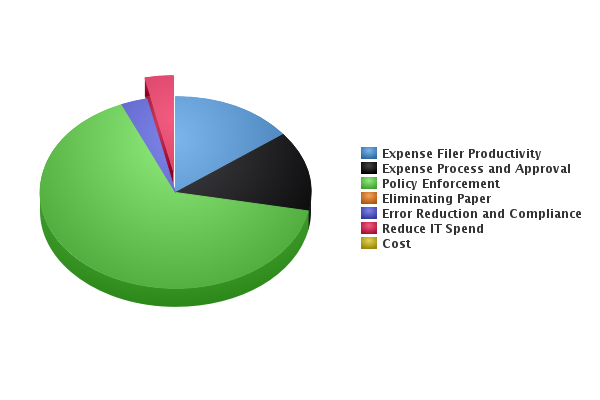 Expense Filer Productivity
Expense Process and Approval
Policy Enforcement
Eliminating Paper
Error Reduction and Compliance
Reduce IT Spend
Cost